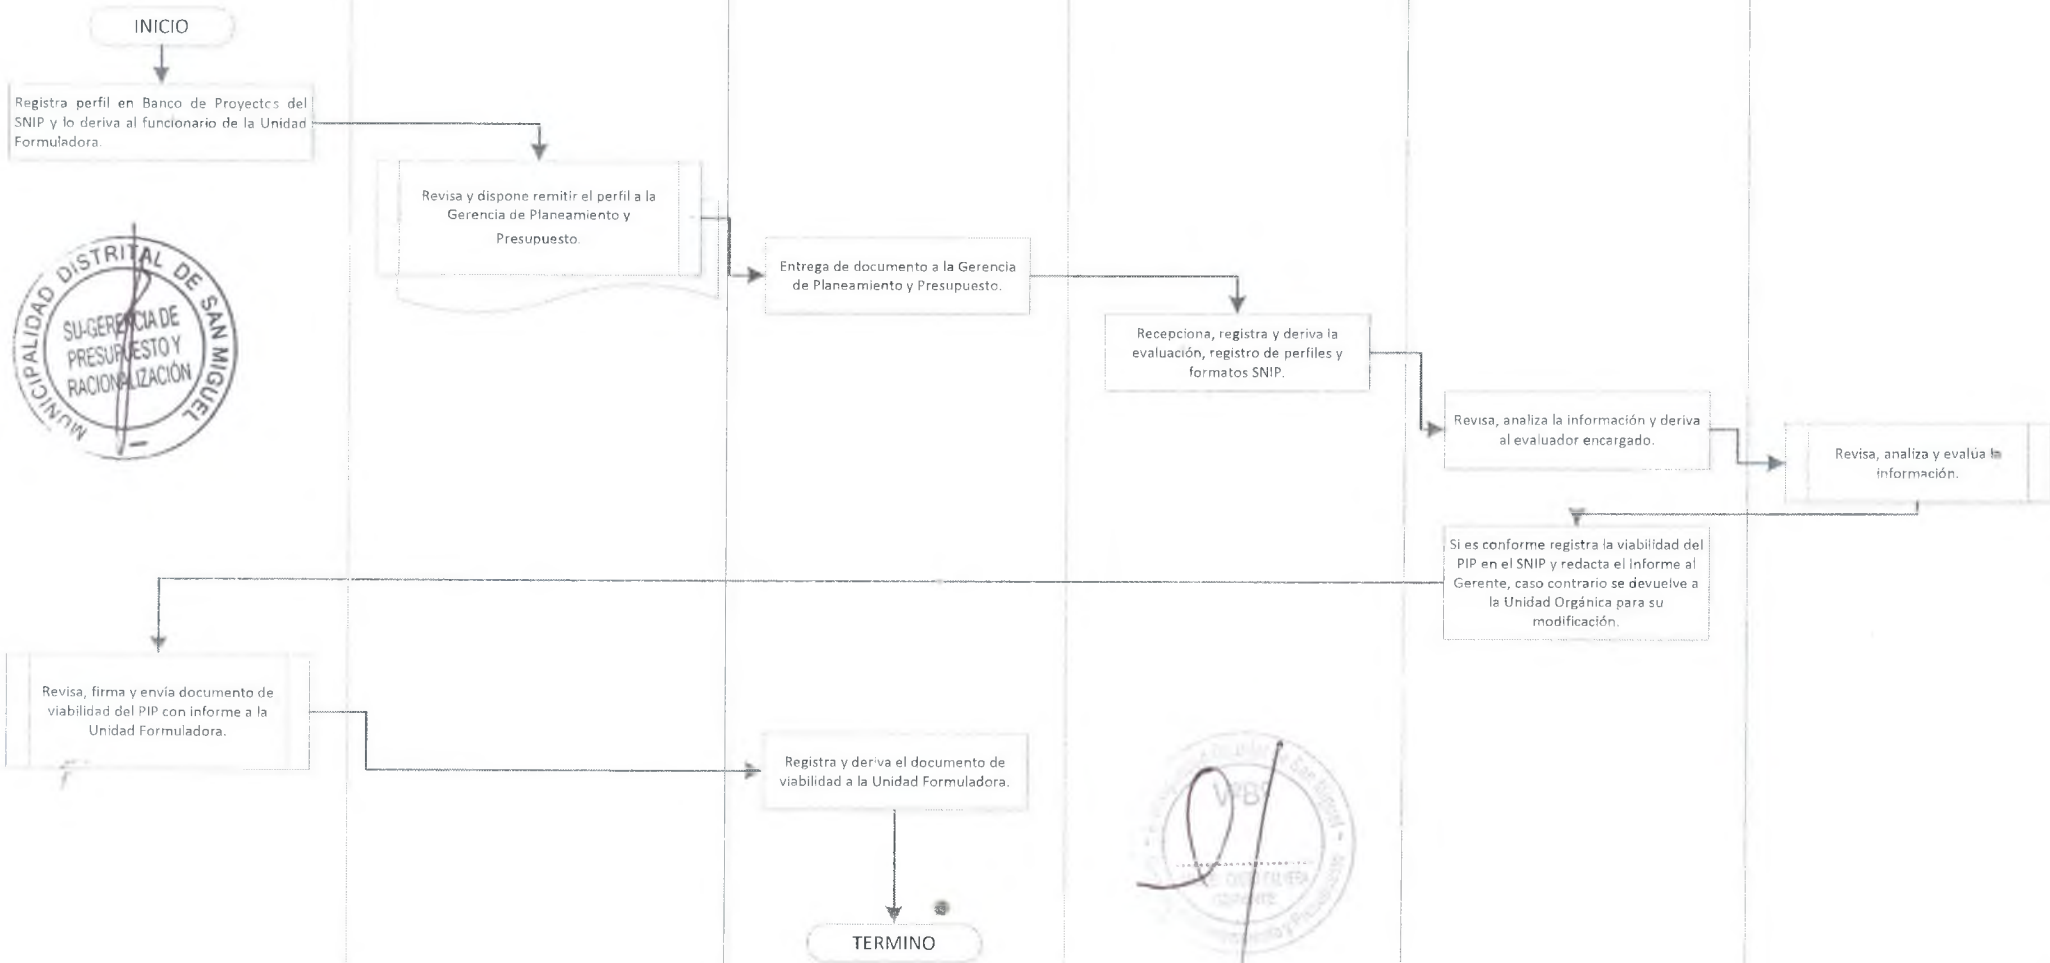 INICIO
Registra perfil en Banco de Proyectos del
SNIP y lo deriva al funcionario de la Unidad
Formuladora.
Revisa y dispone remitir el perfil a la
Gerencia de Planeamiento y
Presupuesto.
Entrega de documento a la Gerencia
de Planeamiento y Presupuesto.
Recepciona, registra y deriva la
evaluación, registro de perfiles y
formatos SNIP.
Revisa, analiza la información y deriva
al evaluador encargado.
Revisa, analiza y evalúa la
información.
Si es conforme registra la viabilidad del
PIP en el SNIP y redacta el informe al
Gerente, caso contrario se devuelve a
la Unidad Orgánica para su
modificación.
Revisa, firma y envía documento de
viabilidad del PIP con informe a la
Unidad Formuladora.
Registra y deriva el documento de
viabilidad a la Unidad Formuladora.
TERMINO
MUNICIPALIDAD DISTRITAL DE SAN MIGUEL
SU-GERENCIA DE
PRESUPUESTO Y
RACIONALIZACIÓN
San Miguel
GERENTE